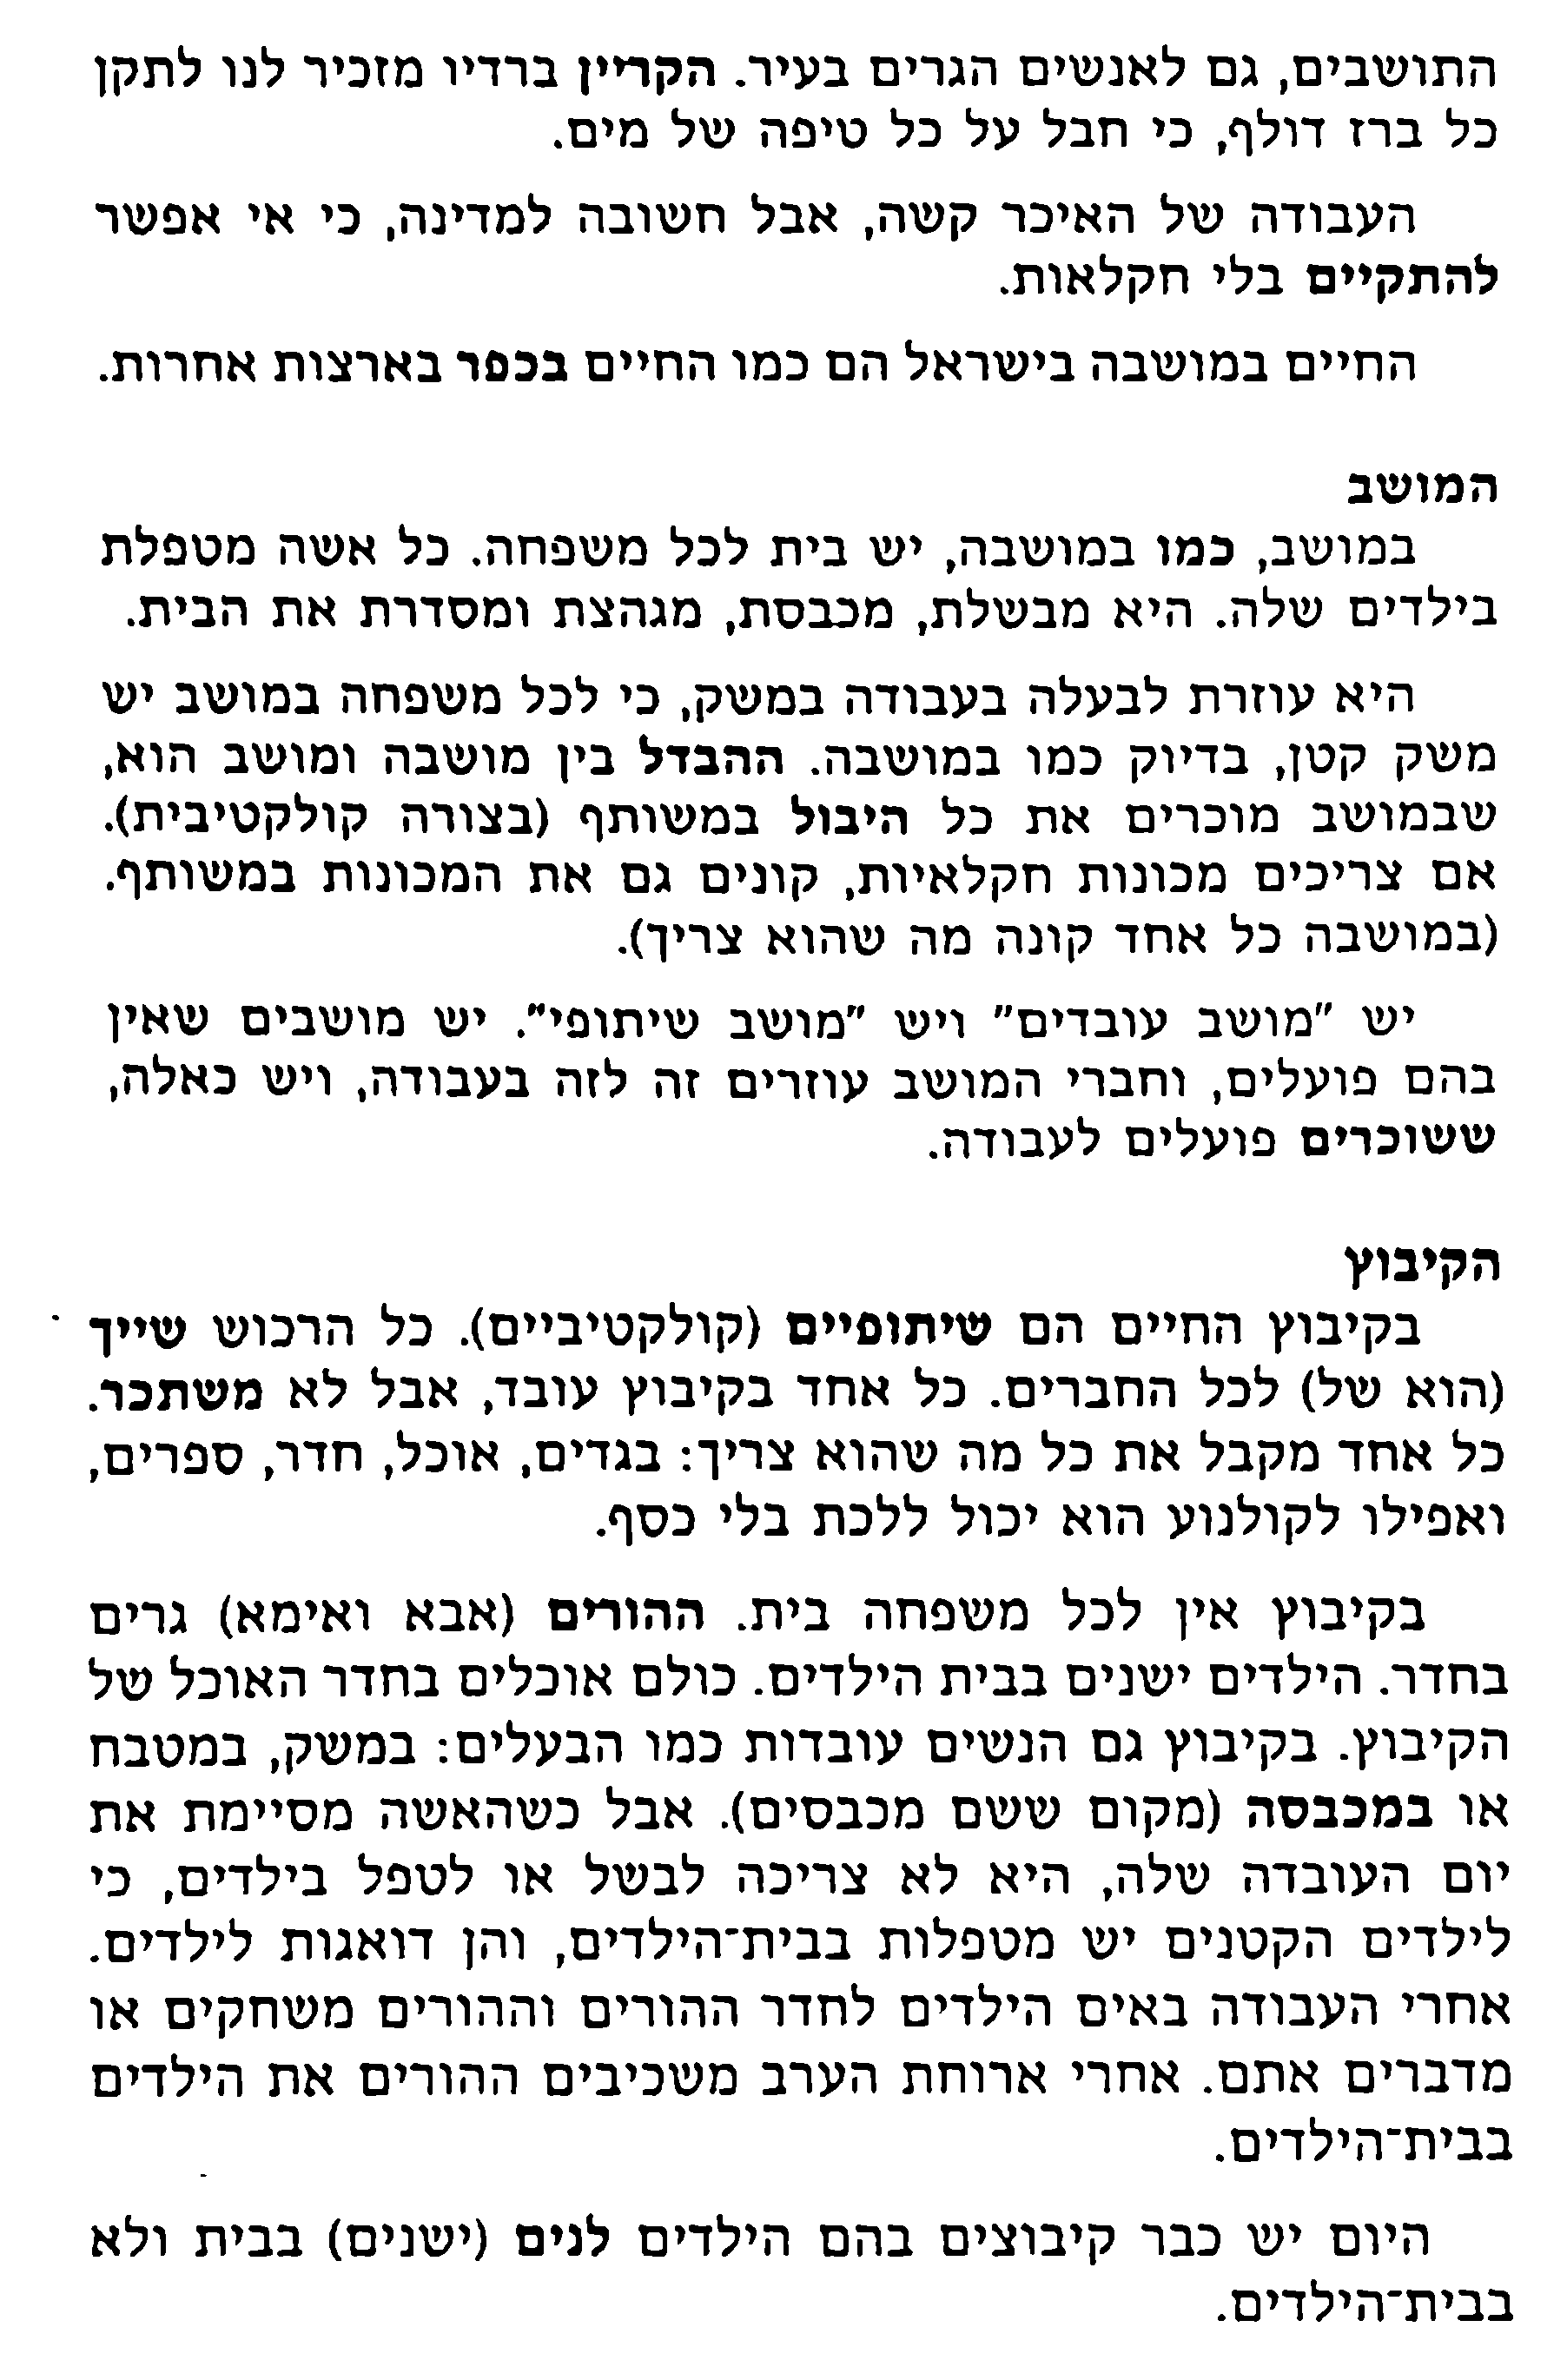 התושבים, גם לאנשים הגרים בעיר. הקריין ברדיו מזכיר לנו לתקן
כל ברז דולף, כי חבל על כל טיפה של מים.
העבודה של האיכר קשה, אבל חשובה למדינה, כי אי אפשר
להתקיים בלי חקלאות.
החיים במושבה בישראל הם כמו החיים בכפר בארצות אחרות.
המושב
במושב, כמו במושבה, יש בית לכל משפחה. כל אשה מטפלת
בילדים שלה. היא מבשלת, מכבסת, מגהצת ומסדרת את הבית.
היא עוזרת לבעלה בעבודה במשק, כי לכל משפחה במושב יש
משק קטן, בדיוק כמו במושבה. ההבדל בין מושבה ומושב הוא,
שבמושב מוכרים את כל היבול במשותף (בצורה קולקטיבית).
אם צריכים מכונות חקלאיות, קונים גם את המכונות במשותף.
(במושבה כל אחד קונה מה שהוא צריך).
יש "מושב עובדים" ויש "מושב שיתופי". יש מושבים שאין
בהם פועלים, וחברי המושב עוזרים זה לזה בעבודה, ויש כאלה,
ששוכרים פועלים לעבודה.
הקיבוץ
בקיבוץ החיים הם שיתופיים (קולקטיביים). כל הרכוש שייך
(הוא של) לכל החברים. כל אחד בקיבוץ עובד, אבל לא משתכר.
כל אחד מקבל את כל מה שהוא צריך: בגדים, אוכל, חדר, ספרים,
ואפילו לקולנוע הוא יכול ללכת בלי כסף.
בקיבוץ אין לכל משפחה בית. ההורים (אבא ואימא) גרים
בחדר. הילדים ישנים בבית הילדים. כולם אוכלים בחדר האוכל של
הקיבוץ. בקיבוץ גם הנשים עובדות כמו הבעלים: במשק, במטבח
או במכבסה (מקום ששם מכבסים). אבל כשהאשה מסיימת את
יום העובדה שלה, היא לא צריכה לבשל או לטפל בילדים, כי
לילדים הקטנים יש מטפלות בבית־הילדים, והן דואגות לילדים.
אחרי העבודה באים הילדים לחדר ההורים וההורים משחקים או
מדברים אתם. אחרי ארוחת הערב משכיבים ההורים את הילדים
בבית־הילדים.
היום יש כבר קיבוצים בהם הילדים לנים (ישנים) בבית ולא
בבית־הילדים.